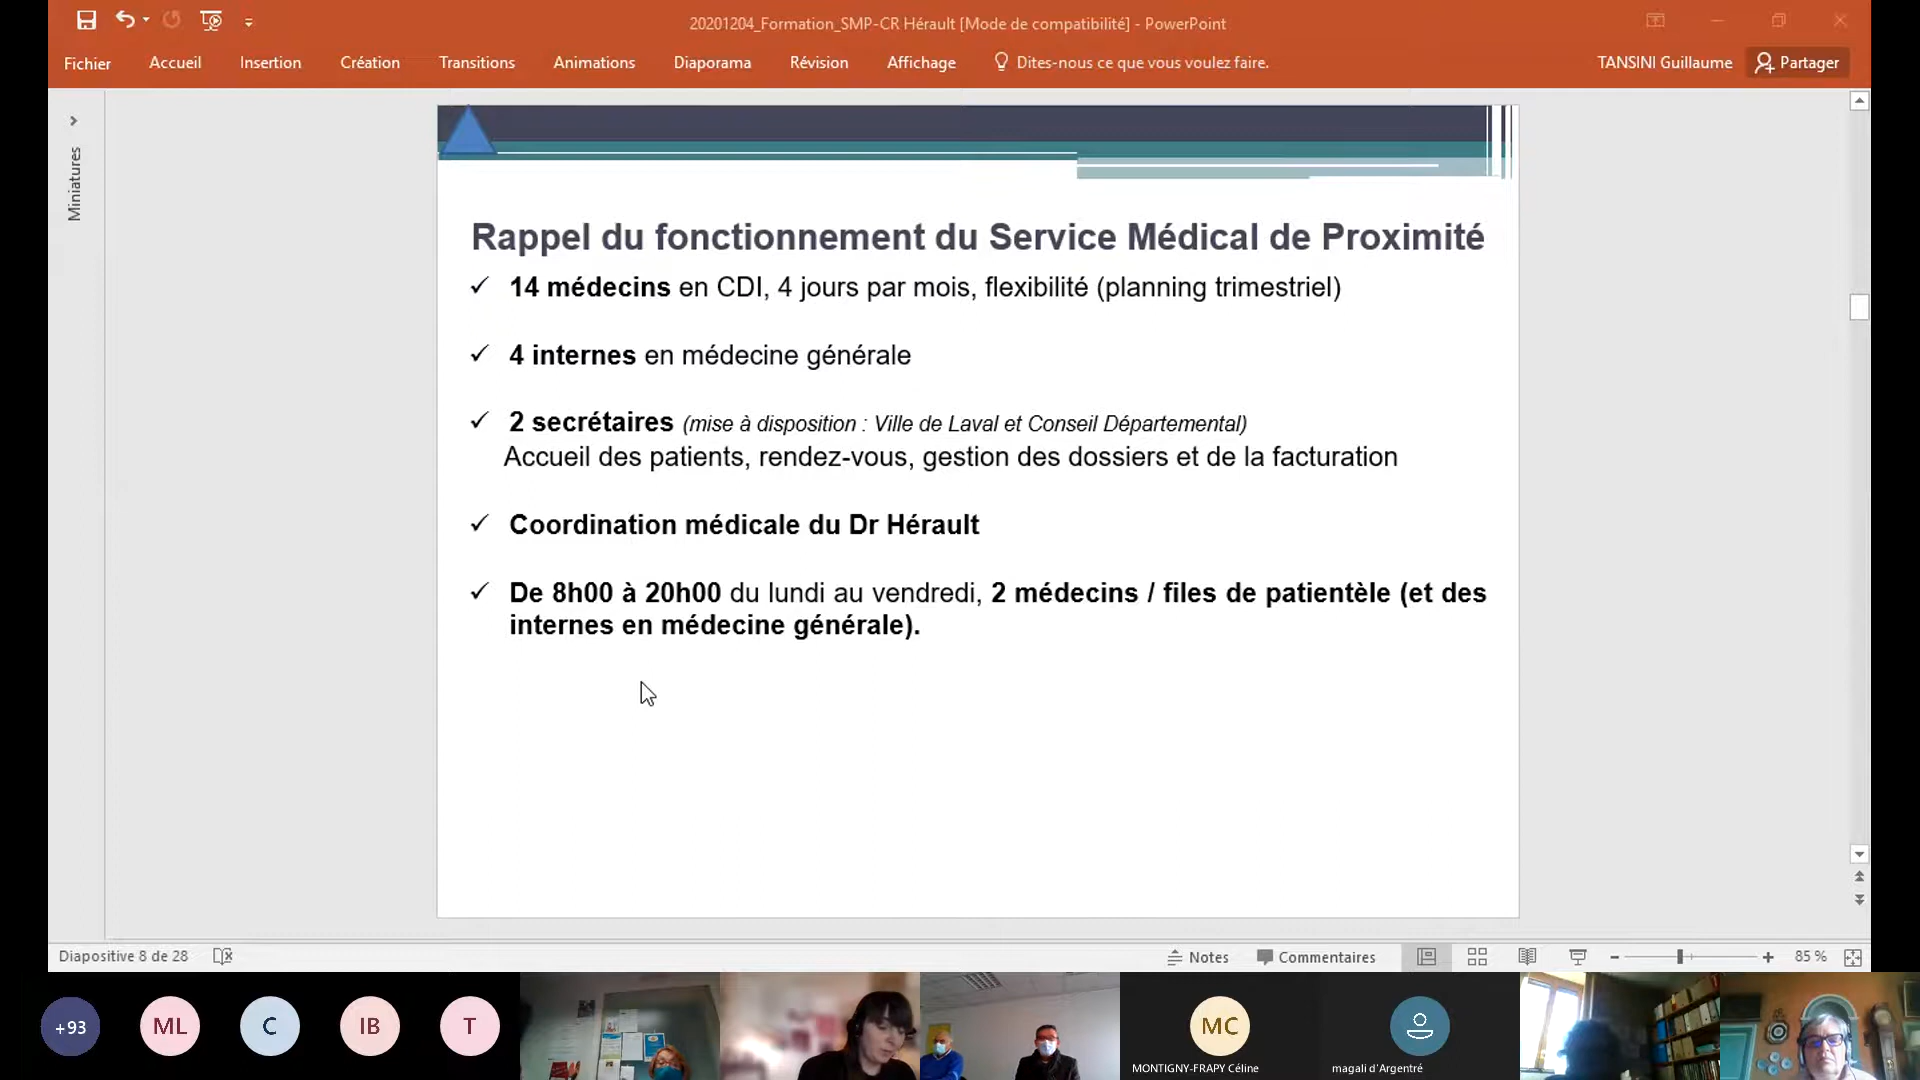 20201204_Formation_SMP-CR Hérault [Mode de compatibilité] - PowerPoint
Fichier Accueil Insertion Création Transitions Animations Diaporama Révision Affichage Dites-nous ce que vous voulez faire. TANSINI Guillaume Partager
Miniatures
Rappel du fonctionnement du Service Médical de Proximité
✓ 14 médecins en CDI, 4 jours par mois, flexibilité (planning trimestriel)
✓ 4 internes en médecine générale
✓ 2 secrétaires (mise à disposition : Ville de Laval et Conseil Départemental)
Accueil des patients, rendez-vous, gestion des dossiers et de la facturation
✓ Coordination médicale du Dr Hérault
✓ De 8h00 à 20h00 du lundi au vendredi, 2 médecins / files de patientèle (et des
internes en médecine générale).
Diapositive 8 de 28 Notes Commentaires 85 %
+93 ML C IB T MC
MONTIGNY-FRAPY Céline magali d'Argentré